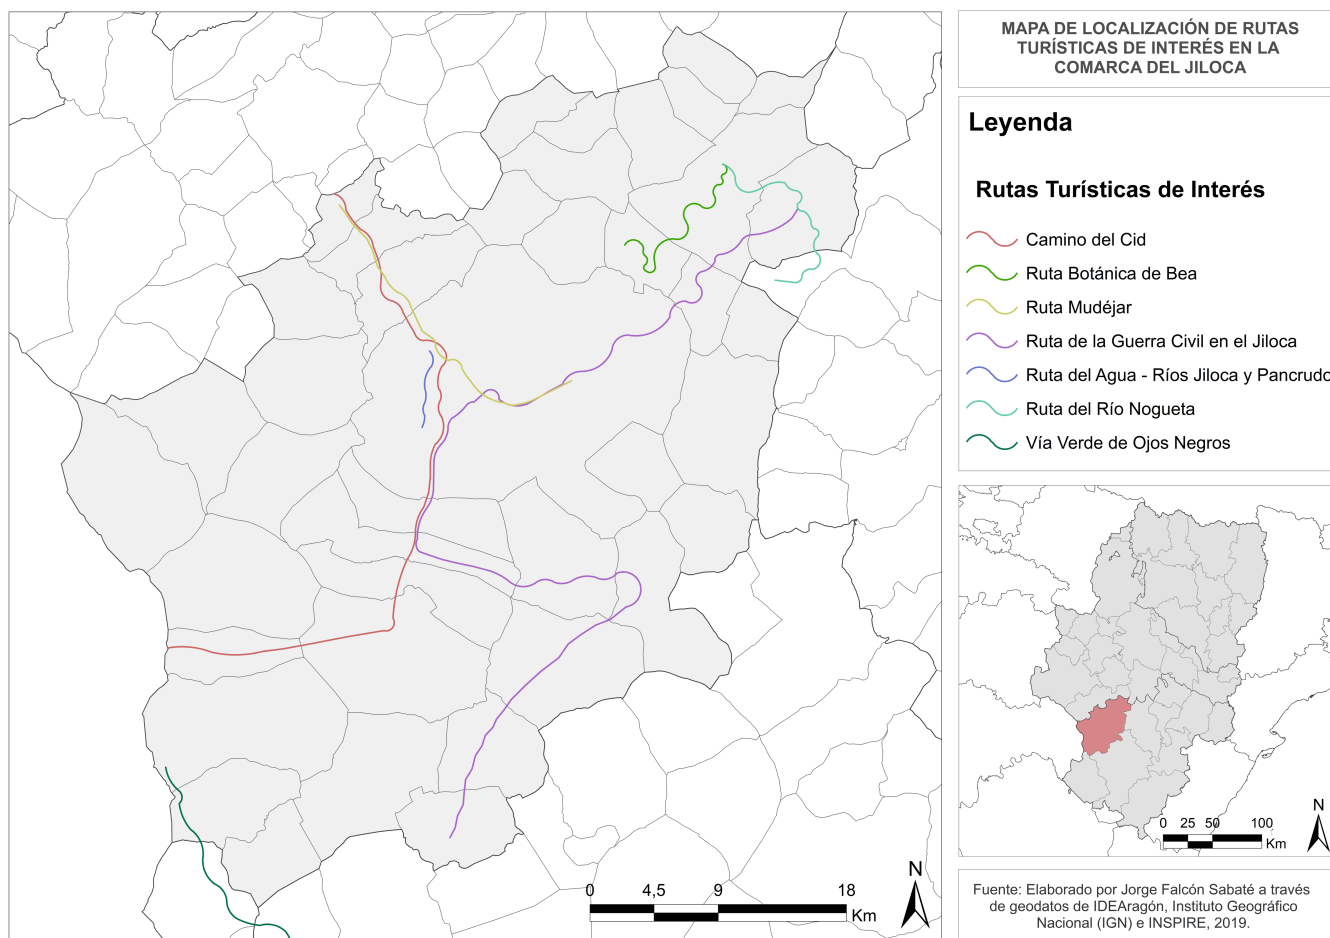 MAPA DE LOCALIZACIÓN DE RUTAS
TURÍSTICAS DE INTERÉS EN LA
COMARCA DEL JILOCA
Leyenda
Rutas Turísticas de Interés
Camino del Cid
Ruta Botánica de Bea
Ruta Mudéjar
Ruta de la Guerra Civil en el Jiloca
Ruta del Agua - Ríos Jiloca y Pancrudo
Ruta del Río Nogueta
Vía Verde de Ojos Negros
N
0 25 50 100
Km
N
0 4,5 9 18
Km
Fuente: Elaborado por Jorge Falcón Sabaté a través
de geodatos de IDEAragón, Instituto Geográfico
Nacional (IGN) e INSPIRE, 2019.